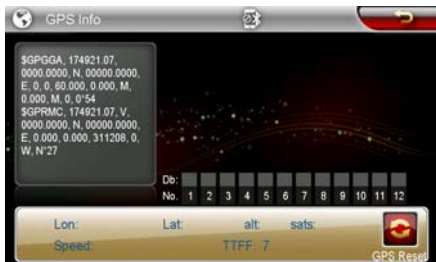 GPS Info
$GPGGA, 174921.07,
0000.0000, N, 00000.0000,
E, 0, 0, 60.000, 0.000, M,
0.000, M, 0, 0*54
$GPRMC, 174921.07, V,
0000.0000, N, 00000.0000,
E, 0.000, 0.000, 311208, 0,
W, N*27
Db:
No. 1 2 3 4 5 6 7 8 9 10 11 12
Lon: Lat: alt: sats:
Speed: TTFF: 7
GPS Reset